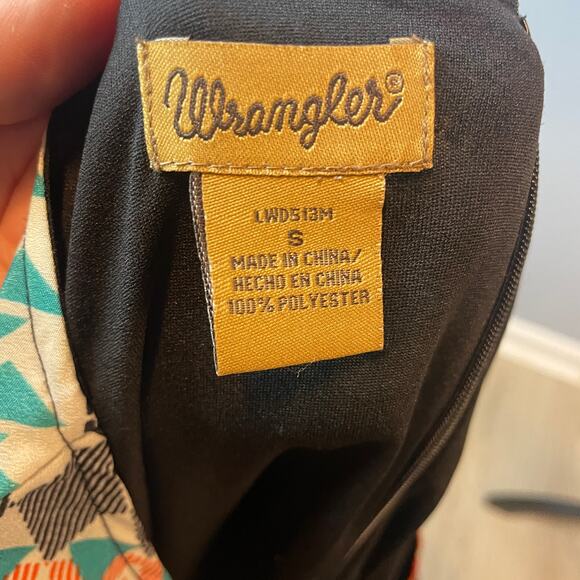 Wrangler®
LWD513M
S
MADE IN CHINA/
HECHO EN CHINA
100% POLYESTER